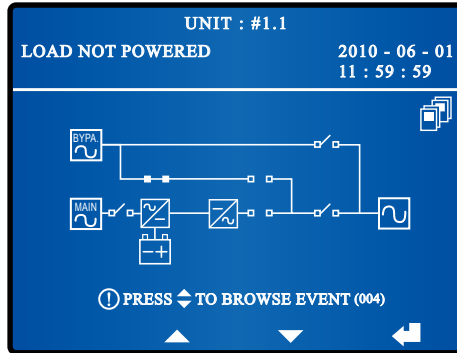 UNIT : #1.1
LOAD NOT POWERED
2010 - 06 - 01
11 : 59 : 59
BYPA.
MAIN
PRESS TO BROWSE EVENT (004)